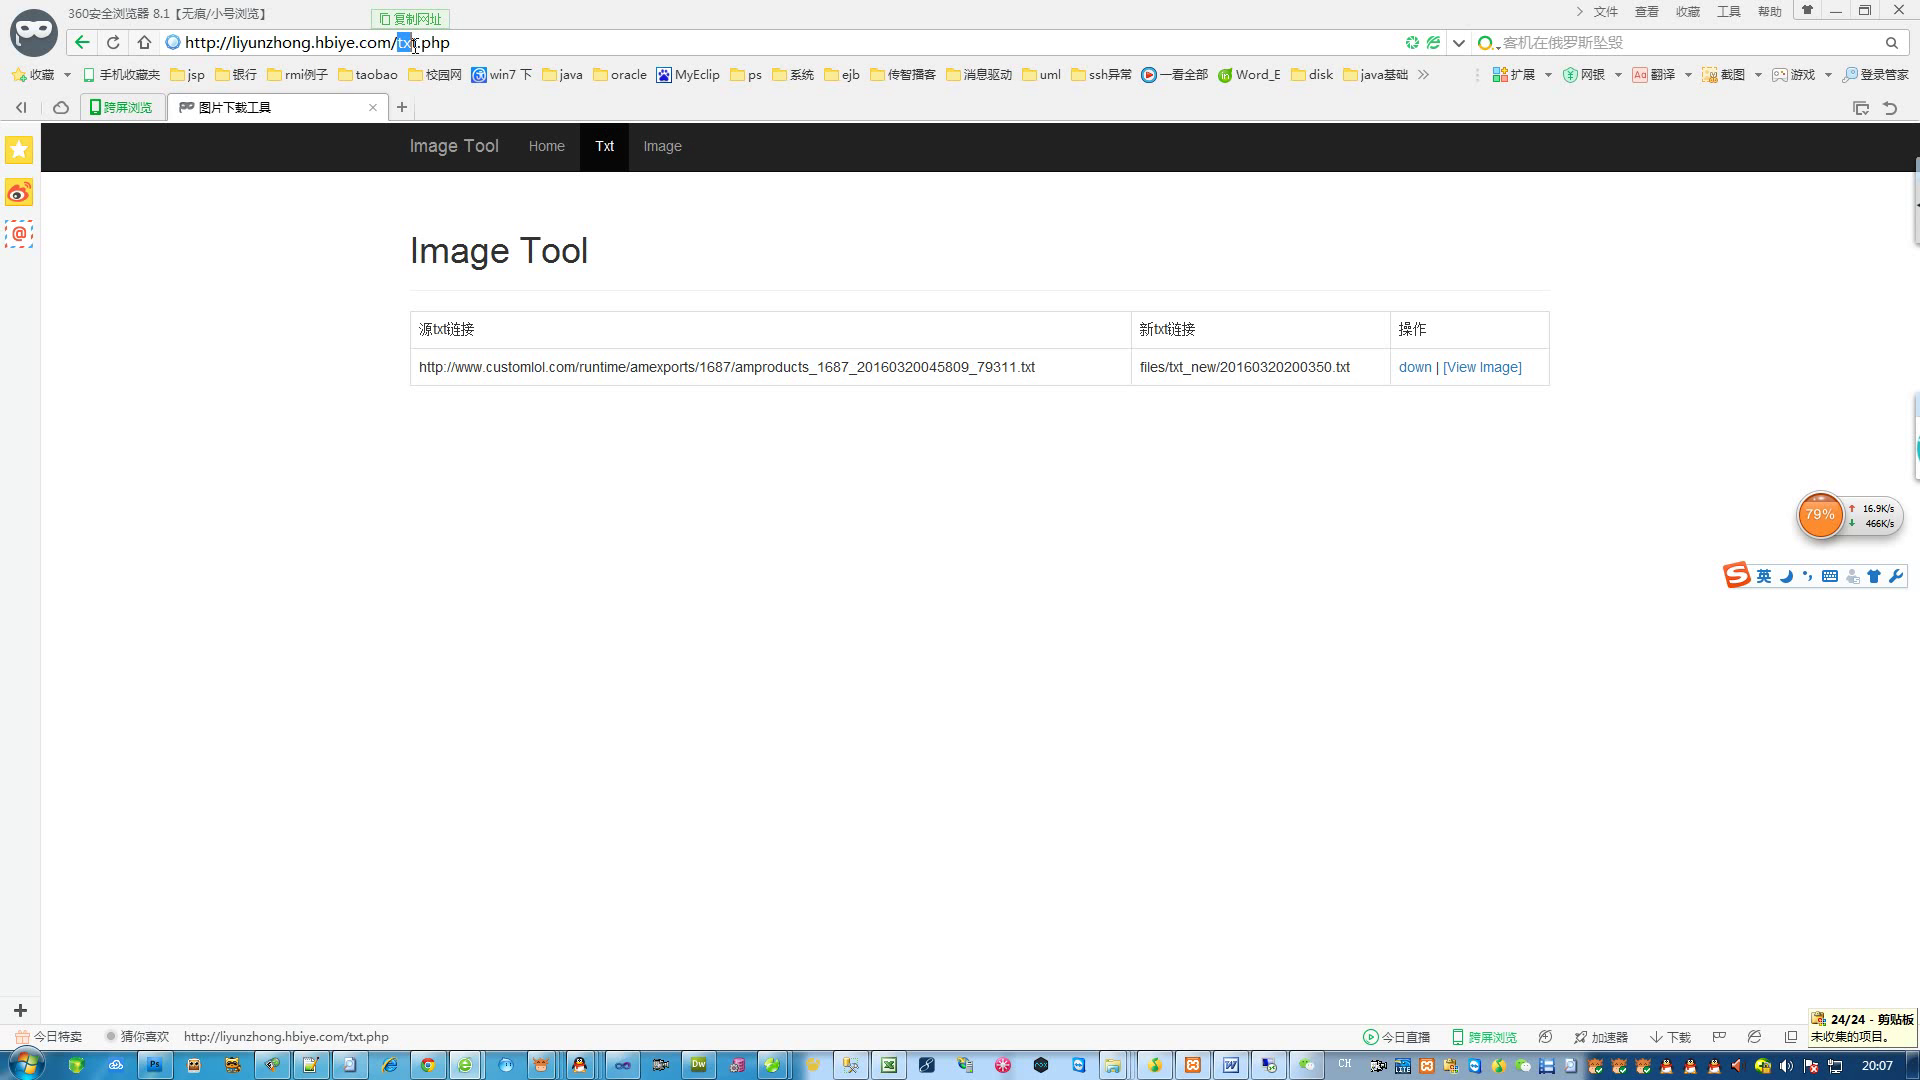 360安全浏览器 8.1【无痕/小号浏览】
复制网址
文件 查看 收藏 工具 帮助
http://liyunzhong.hbiye.com/txt.php
客机在俄罗斯坠毁
收藏 手机收藏夹 jsp 银行 rmi例子 taobao 校园网 win7 下 java oracle MyEclip ps 系统 ejb 传智播客 消息驱动 uml ssh异常 一看全部 Word_E disk java基础 扩展 网银 翻译 截图 游戏 登录管家
跨屏浏览 图片下载工具
Image Tool Home Txt Image
Image Tool
源txt链接 新txt链接 操作
http://www.customlol.com/runtime/amexports/1687/amproducts_1687_20160320045809_79311.txt files/txt_new/20160320200350.txt down | [View Image]
79% 16.9K/s
466K/s
英
今日特卖 猜你喜欢 http://liyunzhong.hbiye.com/txt.php 今日直播 跨屏浏览 加速器 下载
24/24 - 剪贴板
未收集的项目。
CH 20:07